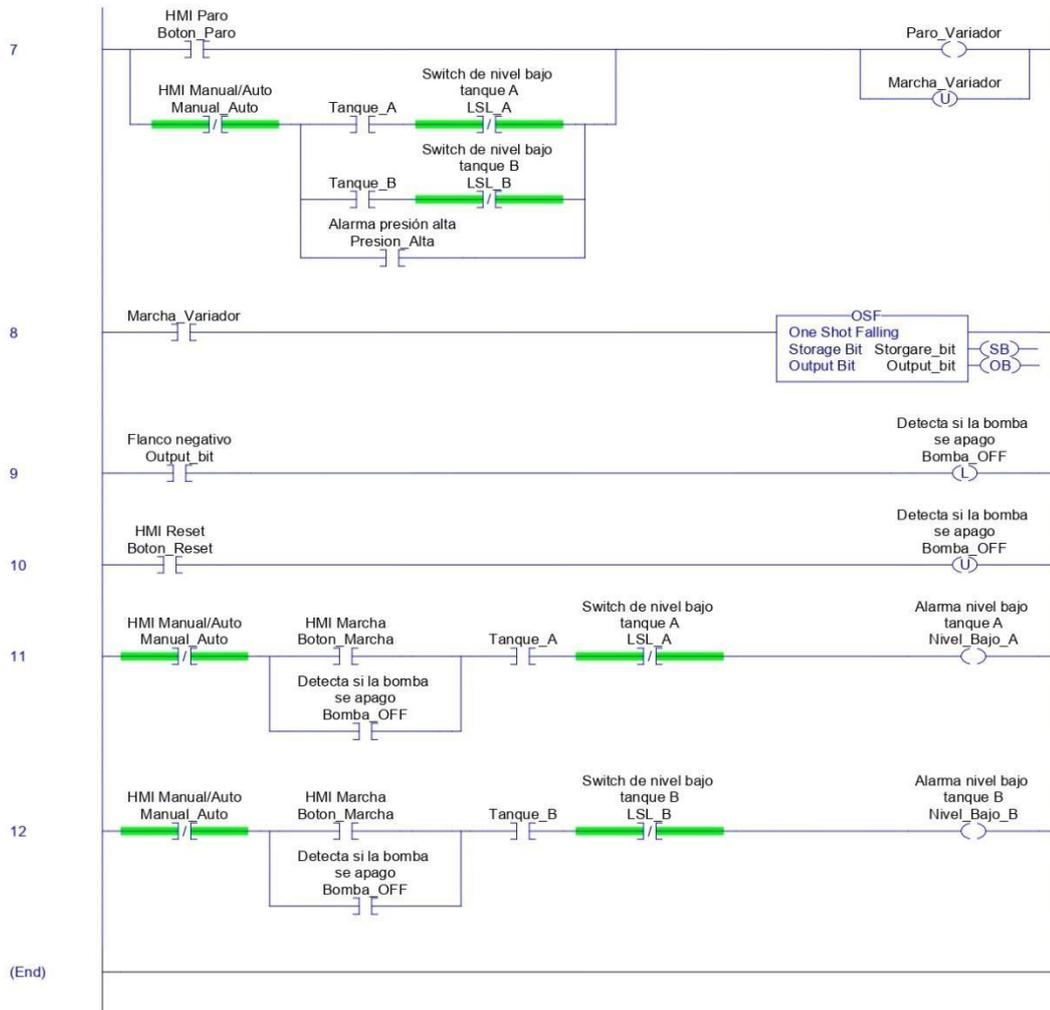 HMI Paro
Boton_Paro
Paro_Variador
7
Marcha_Variador
U
HMI Manual/Auto
Manual_Auto
Tanque_A
Switch de nivel bajo
tanque A
LSL_A
Switch de nivel bajo
tanque B
Tanque_B
LSL_B
Alarma presión alta
Presion_Alta
Marcha_Variador
8
OSF
One Shot Falling
Storage Bit Storgare_bit
SB
Output Bit Output_bit
OB
Flanco negativo
Output_bit
Detecta si la bomba
se apago
Bomba_OFF
9
L
HMI Reset
Boton_Reset
Detecta si la bomba
se apago
Bomba_OFF
10
U
HMI Manual/Auto
Manual_Auto
HMI Marcha
Boton_Marcha
Tanque_A
Switch de nivel bajo
tanque A
LSL_A
Alarma nivel bajo
tanque A
Nivel_Bajo_A
11
Detecta si la bomba
se apago
Bomba_OFF
HMI Manual/Auto
Manual_Auto
HMI Marcha
Boton_Marcha
Tanque_B
Switch de nivel bajo
tanque B
LSL_B
Alarma nivel bajo
tanque B
Nivel_Bajo_B
12
Detecta si la bomba
se apago
Bomba_OFF
(End)